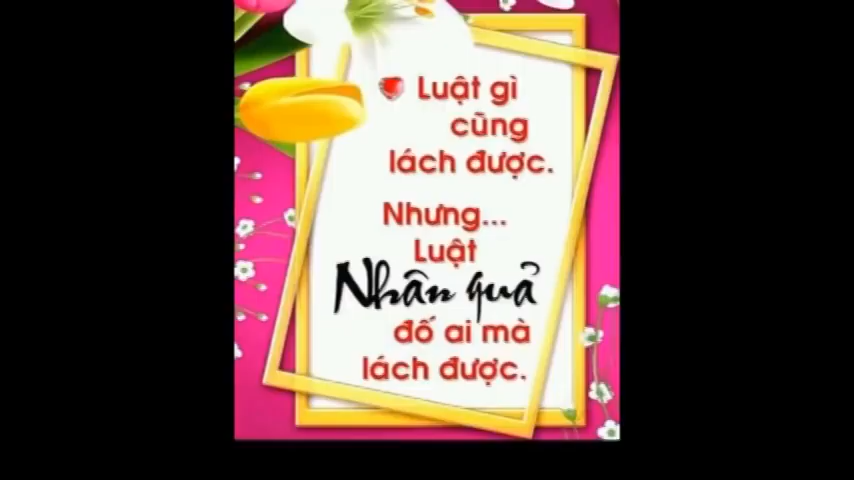 Luật gì
cũng
lách được.
Nhưng...
Luật
Nhân quả
đố ai mà
lách được.